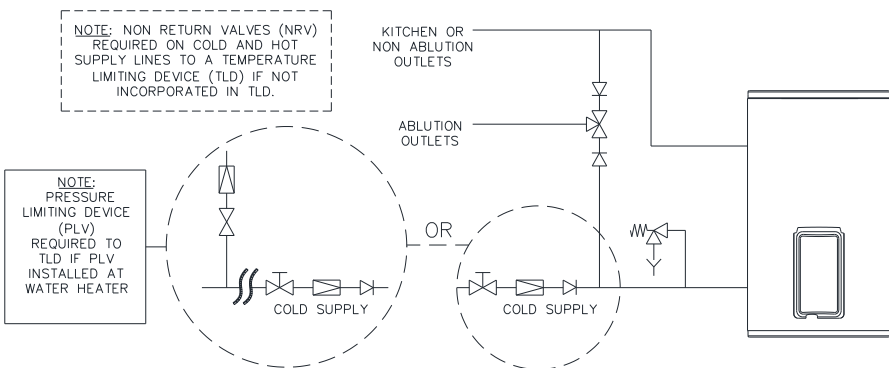 NOTE: NON RETURN VALVES (NRV)
REQUIRED ON COLD AND HOT
SUPPLY LINES TO A TEMPERATURE
LIMITING DEVICE (TLD) IF NOT
INCORPORATED IN TLD.
KITCHEN OR
NON ABLUTION
OUTLETS
ABLUTION
OUTLETS
NOTE:
PRESSURE
LIMITING DEVICE
(PLV)
REQUIRED TO
TLD IF PLV
INSTALLED AT
WATER HEATER
OR
COLD SUPPLY
COLD SUPPLY